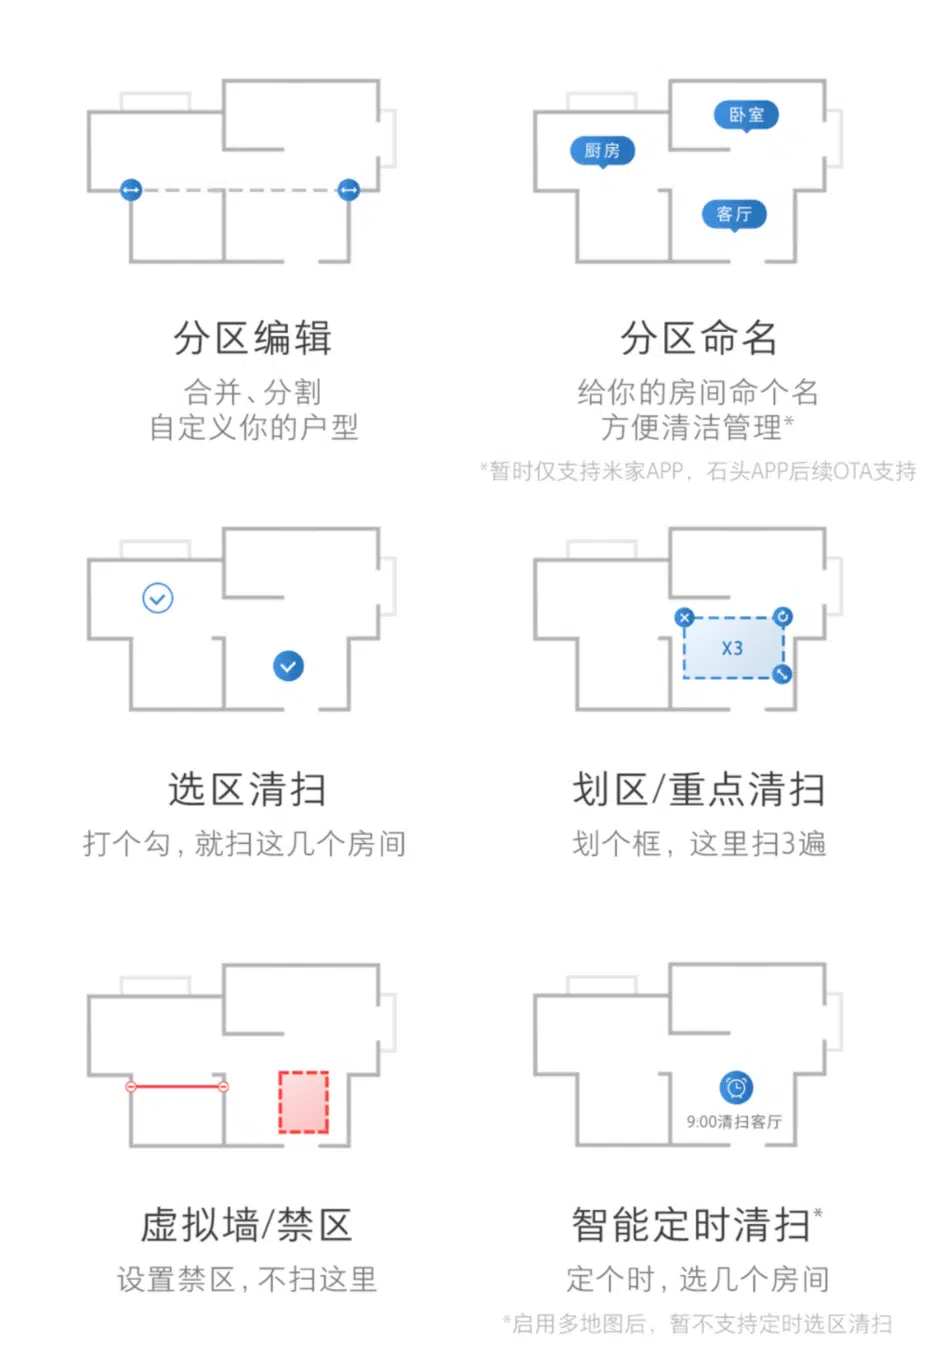 卧室
厨房
客厅
分区编辑
合并、分割
自定义你的户型
分区命名
给你的房间命个名
方便清洁管理*
*暂时仅支持米家APP，石头APP后续OTA支持
选区清扫
打个勾，就扫这几个房间
X3
划区/重点清扫
划个框，这里扫3遍
虚拟墙/禁区
设置禁区，不扫这里
9:00清扫客厅
智能定时清扫*
定个时，选几个房间
*启用多地图后，暂不支持定时选区清扫